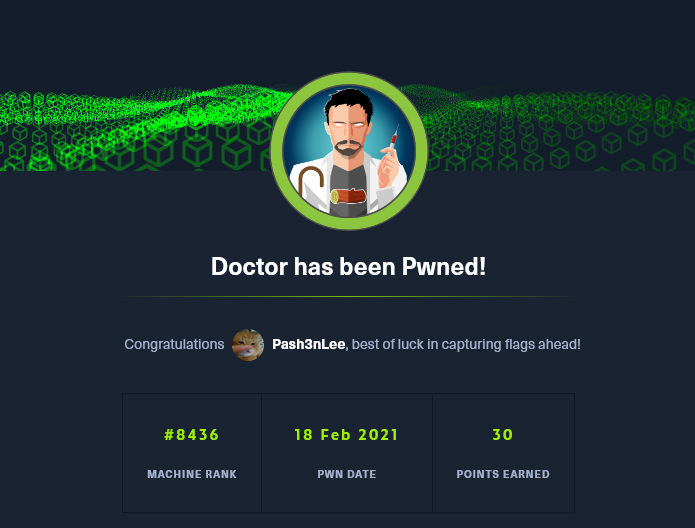 Doctor has been Pwned!
Congratulations Pash3nLee, best of luck in capturing flags ahead!
#8436 18 Feb 2021 30
MACHINE RANK PWN DATE POINTS EARNED